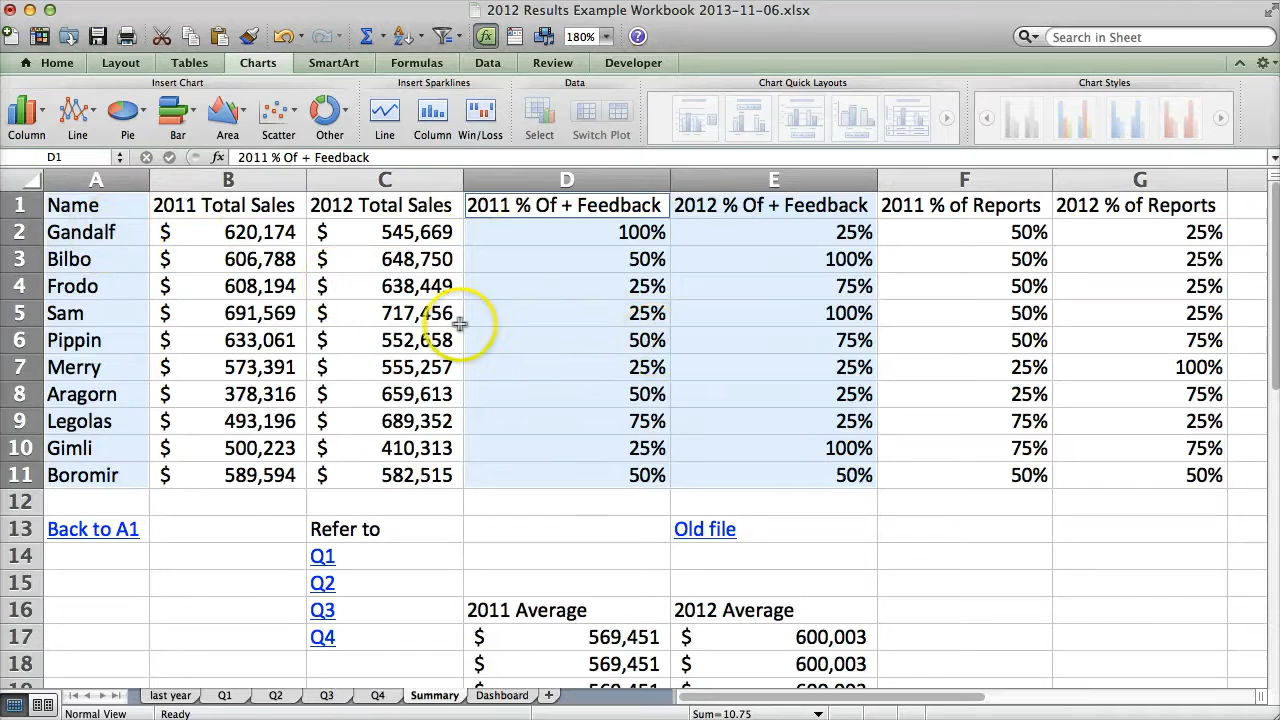 2012 Results Example Workbook 2013-11-06.xlsx
180% Search in Sheet
Home Layout Tables Charts SmartArt Formulas Data Review Developer
Insert Chart Insert Sparklines Data Chart Quick Layouts Chart Styles
Column Line Pie Bar Area Scatter Other Line Column Win/Loss Select Switch Plot
D1 fx 2011 % Of + Feedback
A B C D E F G
1 Name 2011 Total Sales 2012 Total Sales 2011 % Of + Feedback 2012 % Of + Feedback 2011 % of Reports 2012 % of Reports
2 Gandalf $ 620,174 $ 545,669 100% 25% 50% 25%
3 Bilbo $ 606,788 $ 648,750 50% 100% 50% 25%
4 Frodo $ 608,194 $ 638,449 25% 75% 50% 25%
5 Sam $ 691,569 $ 717,456 25% 100% 50% 25%
6 Pippin $ 633,061 $ 552,658 50% 75% 50% 75%
7 Merry $ 573,391 $ 555,257 25% 25% 25% 100%
8 Aragorn $ 378,316 $ 659,613 50% 25% 25% 75%
9 Legolas $ 493,196 $ 689,352 75% 25% 75% 25%
10 Gimli $ 500,223 $ 410,313 25% 100% 75% 75%
11 Boromir $ 589,594 $ 582,515 50% 50% 50% 50%
12
13 Back to A1 Refer to Old file
14 Q1
15 Q2
16 Q3 2011 Average 2012 Average
17 Q4 $ 569,451 $ 600,003
18 $ 569,451 $ 600,003
last year Q1 Q2 Q3 Q4 Summary Dashboard
Normal View Ready Sum=10.75